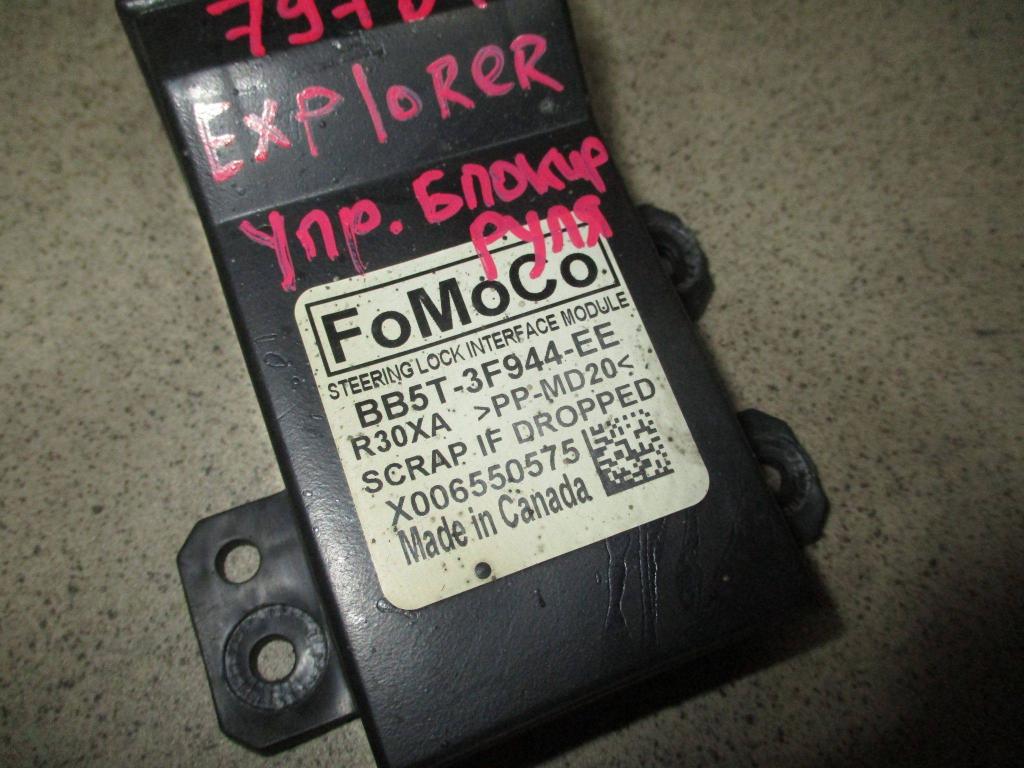 ExploReR
упр. Блокир
руля
FoMoCo
STEERING LOCK INTERFACE MODULE
BB5T-3F944-EE
R30XA >PP-MD20<
SCRAP IF DROPPED
X006550575
Made in Canada